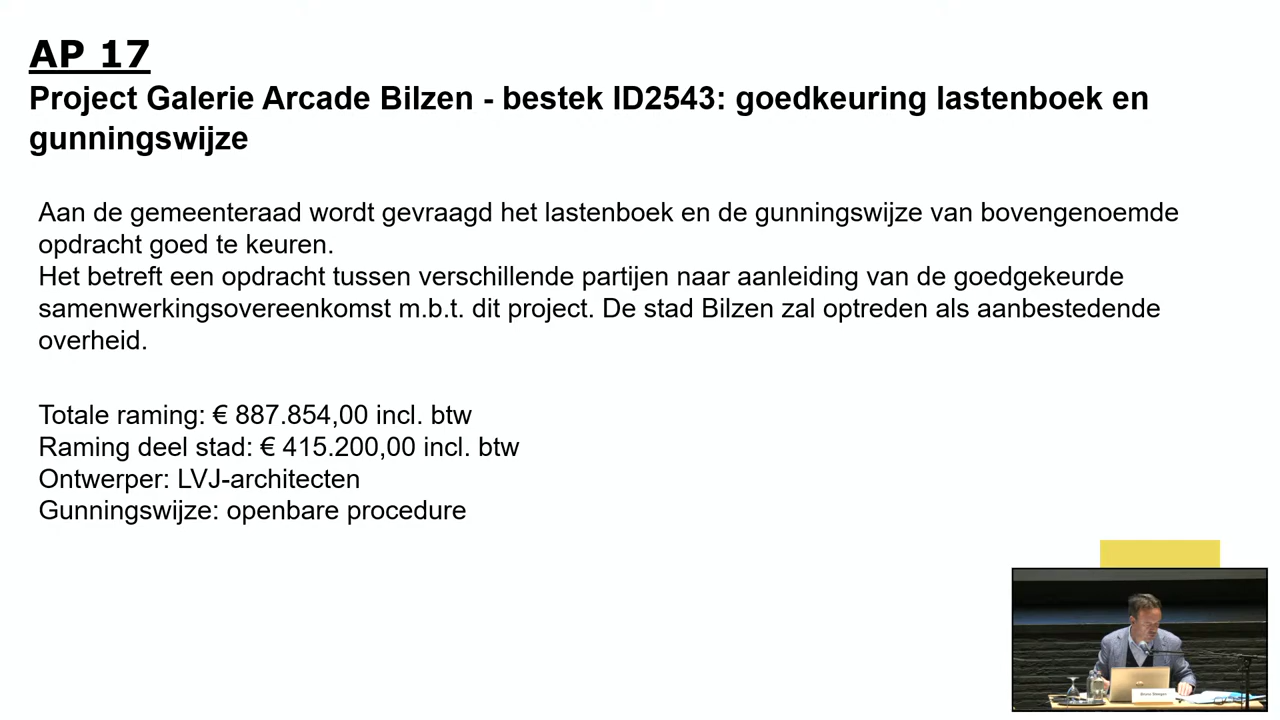 AP 17
Project Galerie Arcade Bilzen - bestek ID2543: goedkeuring lastenboek en
gunningswijze
Aan de gemeenteraad wordt gevraagd het lastenboek en de gunningswijze van bovengenoemde
opdracht goed te keuren.
Het betreft een opdracht tussen verschillende partijen naar aanleiding van de goedgekeurde
samenwerkingsovereenkomst m.b.t. dit project. De stad Bilzen zal optreden als aanbestedende
overheid.
Totale raming: € 887.854,00 incl. btw
Raming deel stad: € 415.200,00 incl. btw
Ontwerper: LVJ-architecten
Gunningswijze: openbare procedure